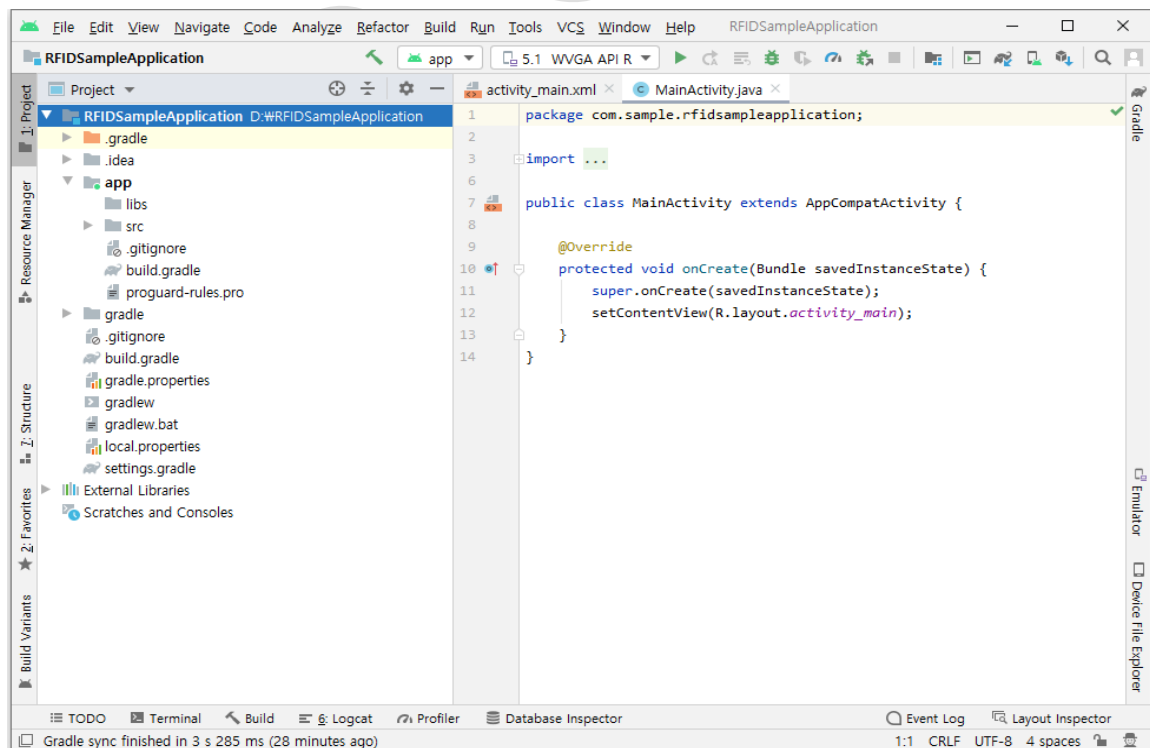 File Edit View Navigate Code Analyze Refactor Build Run Tools VCS Window Help RFIDSampleApplication
RFIDSampleApplication app 5.1 WVGA API R
Project
activity_main.xml MainActivity.java
1: Project
Resource Manager
7: Structure
2: Favorites
Build Variants
RFIDSampleApplication D:₩RFIDSampleApplication
.gradle
.idea
app
libs
src
.gitignore
build.gradle
proguard-rules.pro
gradle
.gitignore
build.gradle
gradle.properties
gradlew
gradlew.bat
local.properties
settings.gradle
External Libraries
Scratches and Consoles
1 package com.sample.rfidsampleapplication;
2
3 import ...
6
7 public class MainActivity extends AppCompatActivity {
8
9 @Override
10 protected void onCreate(Bundle savedInstanceState) {
11 super.onCreate(savedInstanceState);
12 setContentView(R.layout.activity_main);
13 }
14 }
Gradle
Emulator
Device File Explorer
TODO Terminal Build 6: Logcat Profiler Database Inspector Event Log Layout Inspector
Gradle sync finished in 3 s 285 ms (28 minutes ago) 1:1 CRLF UTF-8 4 spaces